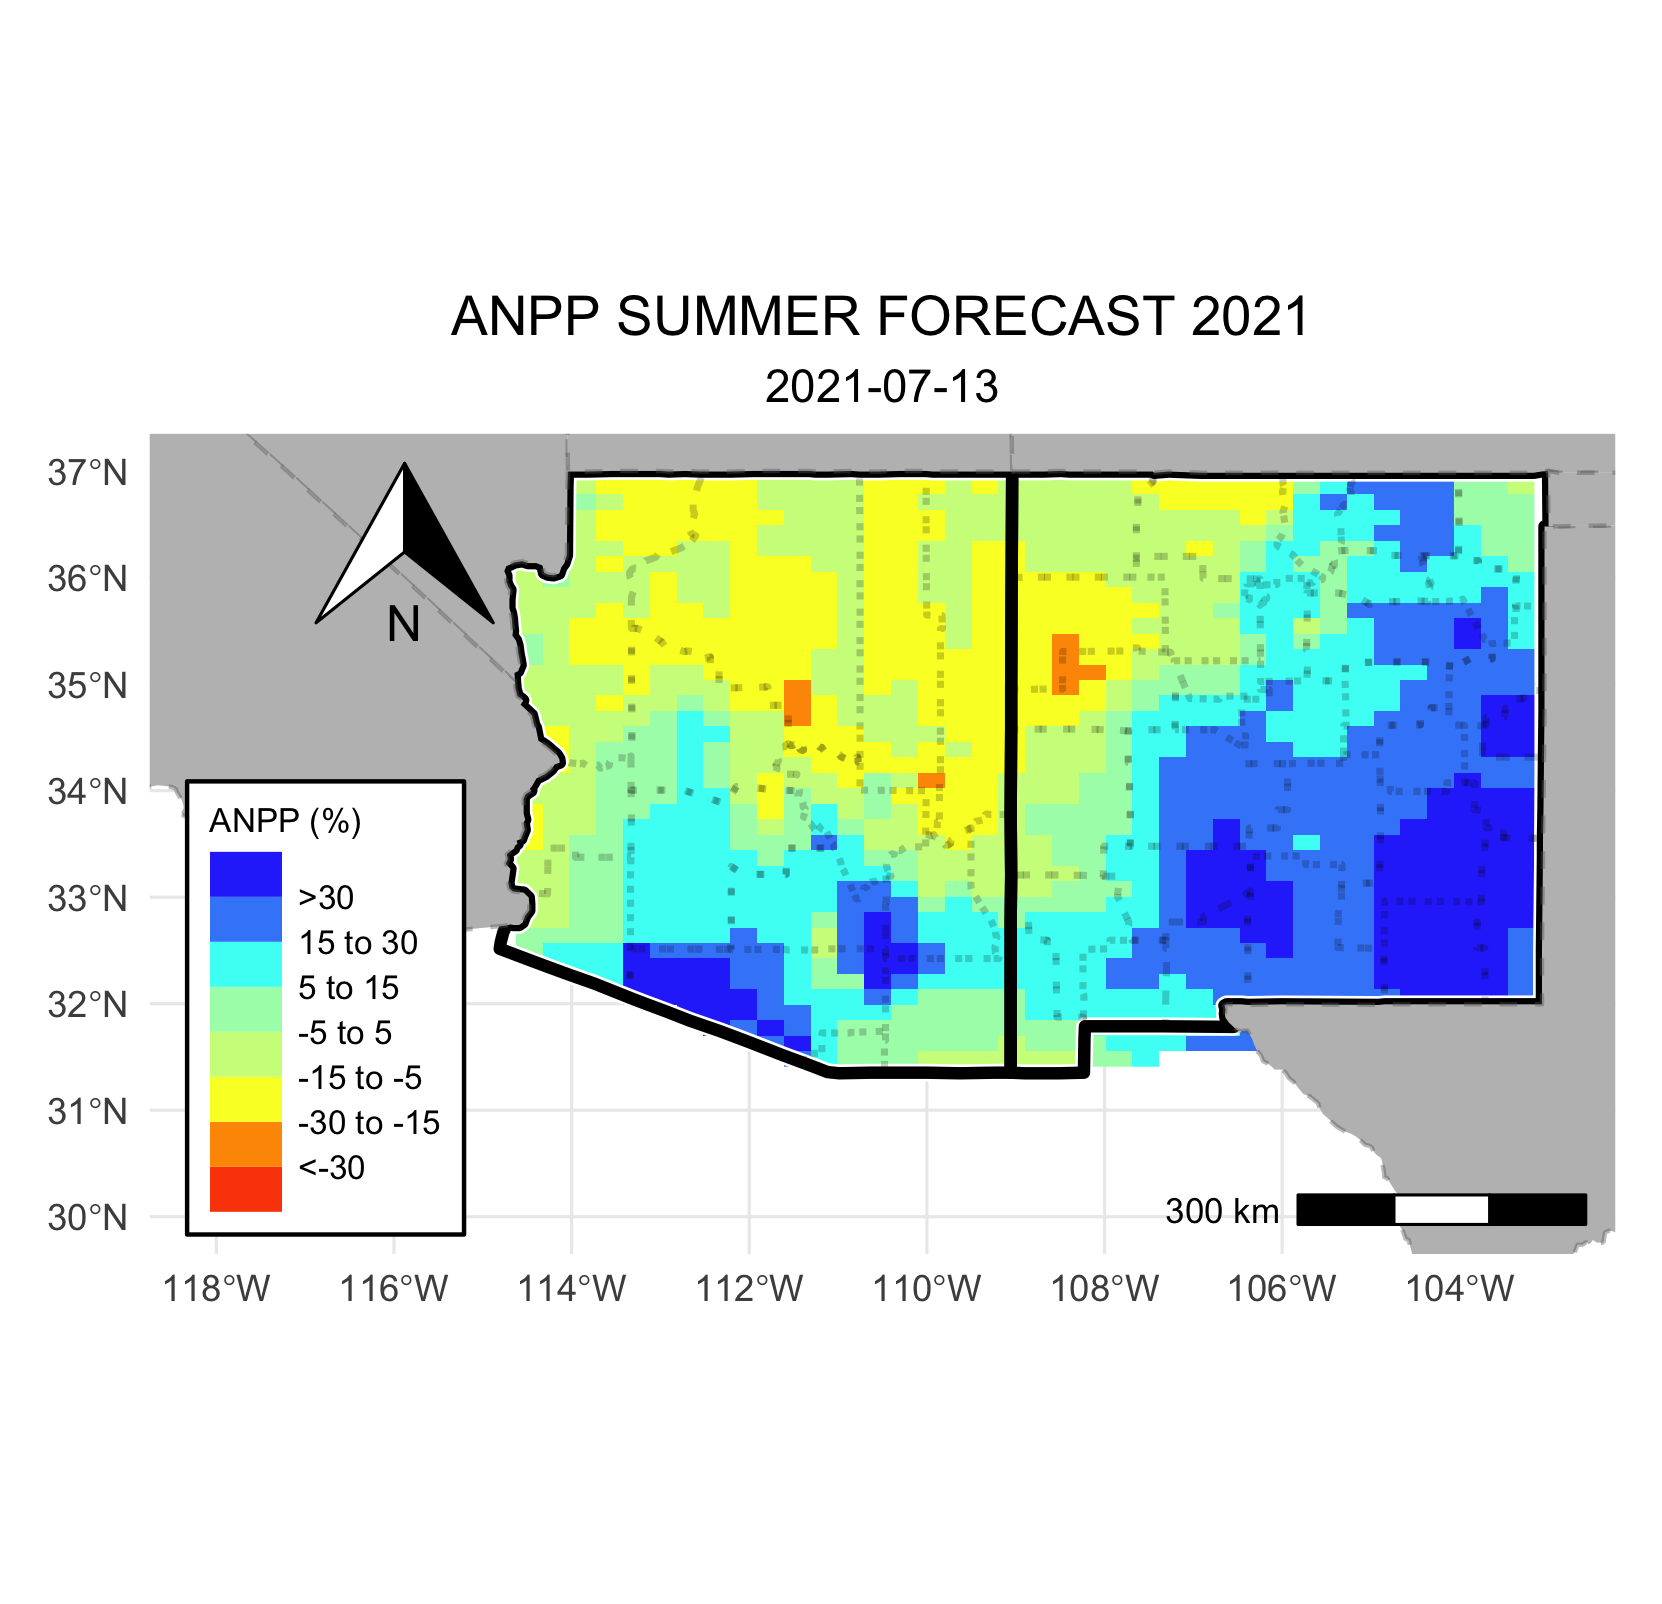 ANPP SUMMER FORECAST 2021
2021-07-13
37°N
36°N
35°N
34°N
33°N
32°N
31°N
30°N
N
ANPP (%)
>30
15 to 30
5 to 15
-5 to 5
-15 to -5
-30 to -15
<-30
300 km
118°W
116°W
114°W
112°W
110°W
108°W
106°W
104°W